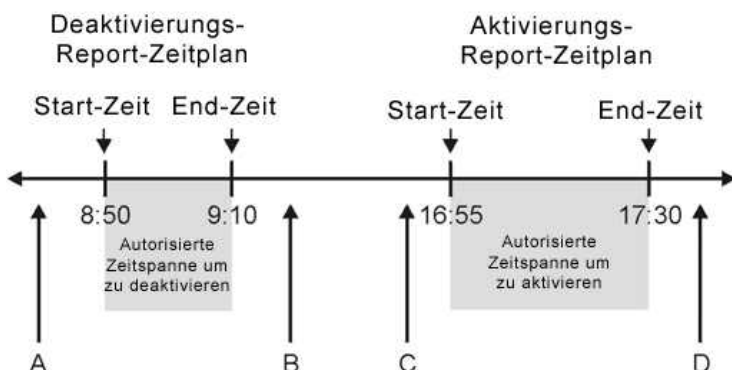 Deaktivierungs-
Report-Zeitplan
Aktivierungs-
Report-Zeitplan
Start-Zeit End-Zeit
Start-Zeit End-Zeit
8:50 9:10 16:55 17:30
Autorisierte
Zeitspanne um
zu deaktivieren
Autorisierte
Zeitspanne um
zu aktivieren
A B C D